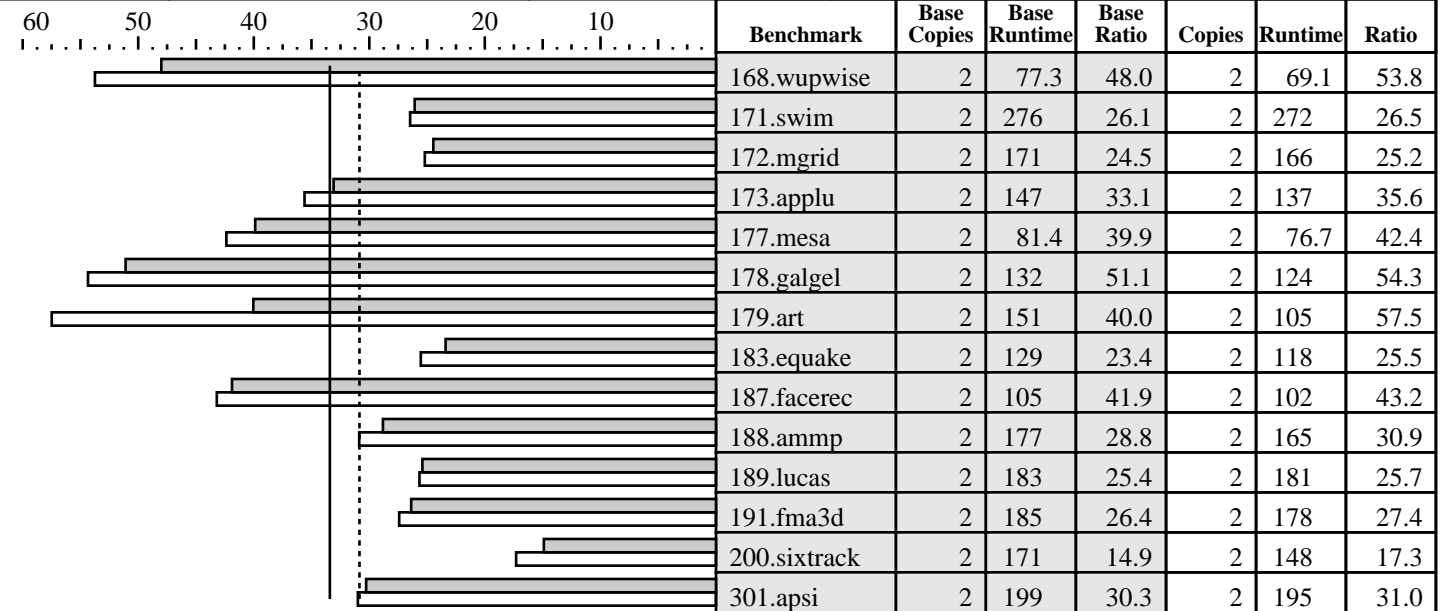 60 50 40 30 20 10 Benchmark Base Copies Base Runtime Base Ratio Copies Runtime Ratio
168.wupwise 2 77.3 48.0 2 69.1 53.8
171.swim 2 276 26.1 2 272 26.5
172.mgrid 2 171 24.5 2 166 25.2
173.applu 2 147 33.1 2 137 35.6
177.mesa 2 81.4 39.9 2 76.7 42.4
178.galgel 2 132 51.1 2 124 54.3
179.art 2 151 40.0 2 105 57.5
183.equake 2 129 23.4 2 118 25.5
187.facerec 2 105 41.9 2 102 43.2
188.ammp 2 177 28.8 2 165 30.9
189.lucas 2 183 25.4 2 181 25.7
191.fma3d 2 185 26.4 2 178 27.4
200.sixtrack 2 171 14.9 2 148 17.3
301.apsi 2 199 30.3 2 195 31.0